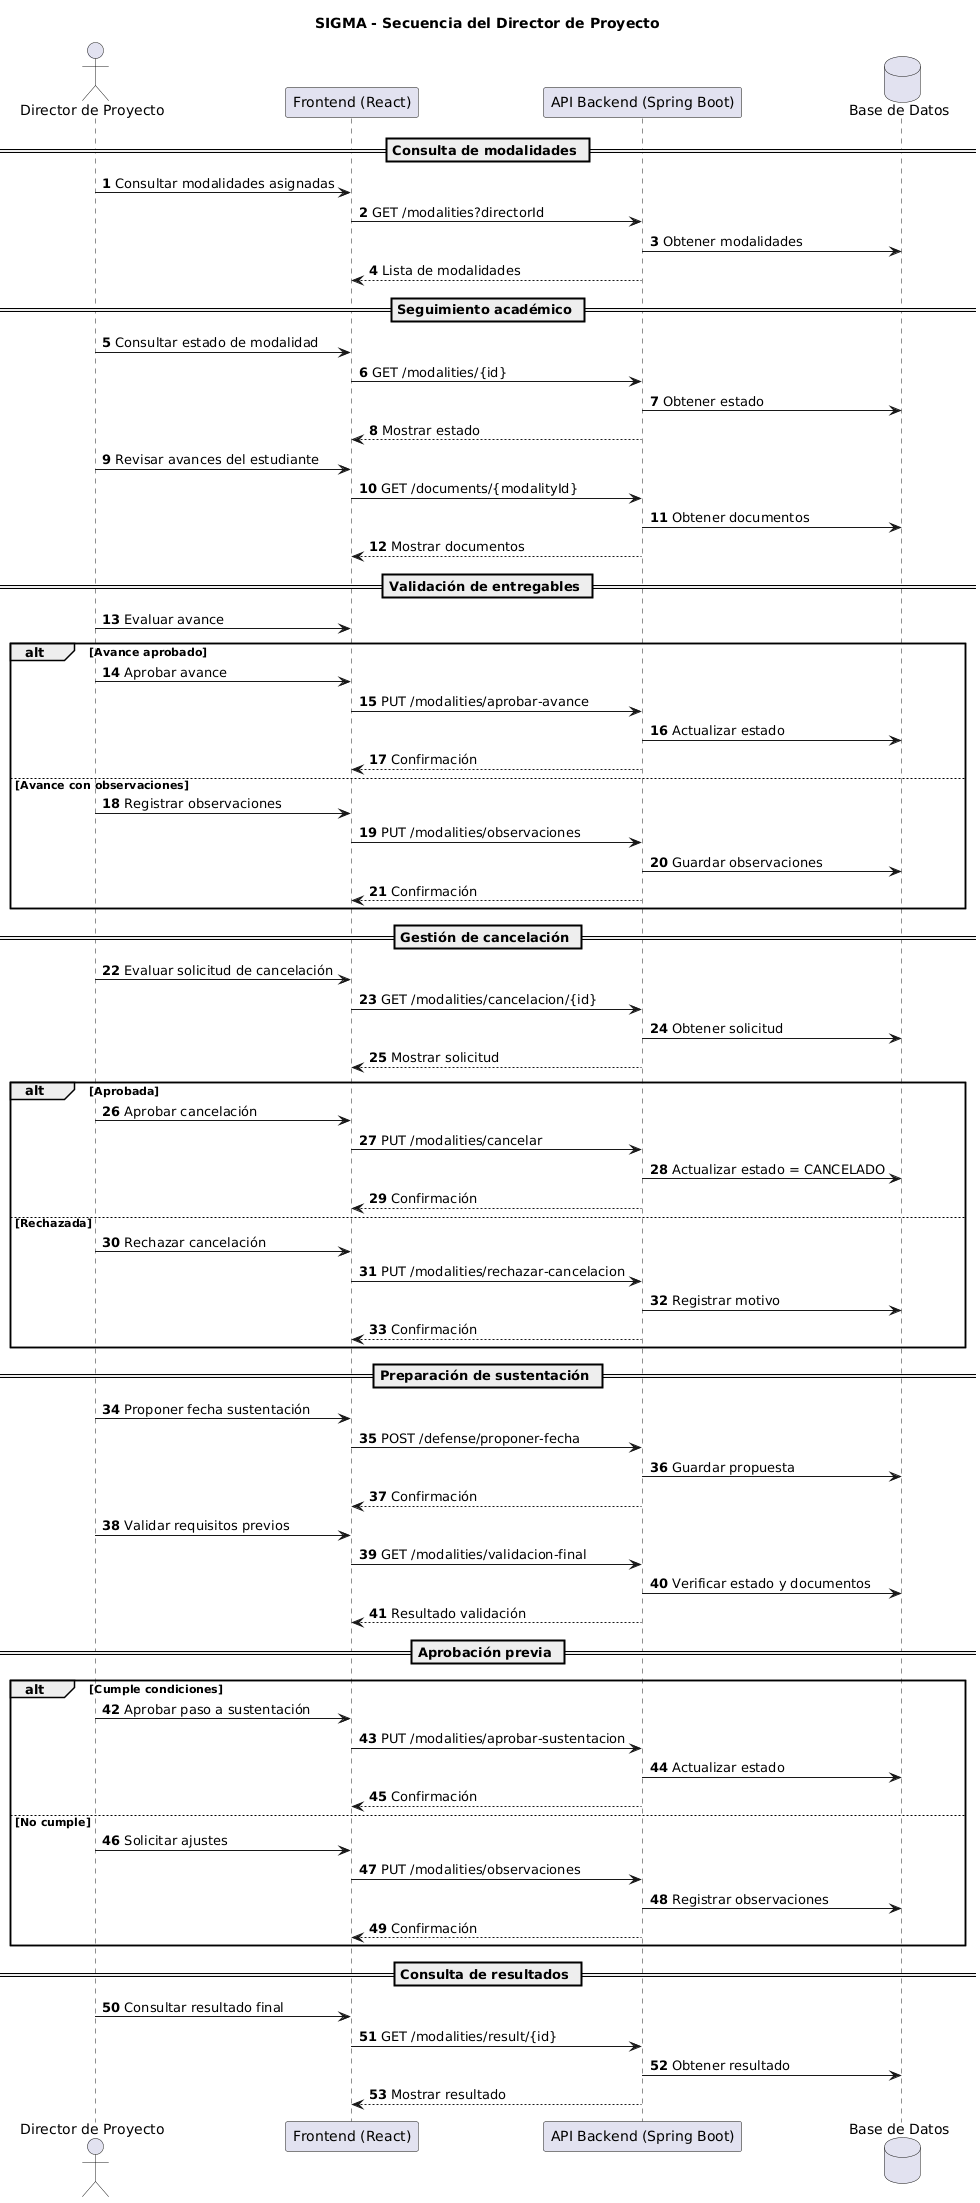 SIGMA - Secuencia del Director de Proyecto
Director de Proyecto
Frontend (React)
API Backend (Spring Boot)
Base de Datos
Consulta de modalidades
1 Consultar modalidades asignadas
2 GET /modalities?directorId
3 Obtener modalidades
4 Lista de modalidades
Seguimiento académico
5 Consultar estado de modalidad
6 GET /modalities/{id}
7 Obtener estado
8 Mostrar estado
9 Revisar avances del estudiante
10 GET /documents/{modalityId}
11 Obtener documentos
12 Mostrar documentos
Validación de entregables
13 Evaluar avance
alt [Avance aprobado]
14 Aprobar avance
15 PUT /modalities/aprobar-avance
16 Actualizar estado
17 Confirmación
[Avance con observaciones]
18 Registrar observaciones
19 PUT /modalities/observaciones
20 Guardar observaciones
21 Confirmación
Gestión de cancelación
22 Evaluar solicitud de cancelación
23 GET /modalities/cancelacion/{id}
24 Obtener solicitud
25 Mostrar solicitud
alt [Aprobada]
26 Aprobar cancelación
27 PUT /modalities/cancelar
28 Actualizar estado = CANCELADO
29 Confirmación
[Rechazada]
30 Rechazar cancelación
31 PUT /modalities/rechazar-cancelacion
32 Registrar motivo
33 Confirmación
Preparación de sustentación
34 Proponer fecha sustentación
35 POST /defense/proponer-fecha
36 Guardar propuesta
37 Confirmación
38 Validar requisitos previos
39 GET /modalities/validacion-final
40 Verificar estado y documentos
41 Resultado validación
Aprobación previa
alt [Cumple condiciones]
42 Aprobar paso a sustentación
43 PUT /modalities/aprobar-sustentacion
44 Actualizar estado
45 Confirmación
[No cumple]
46 Solicitar ajustes
47 PUT /modalities/observaciones
48 Registrar observaciones
49 Confirmación
Consulta de resultados
50 Consultar resultado final
51 GET /modalities/result/{id}
52 Obtener resultado
53 Mostrar resultado
Director de Proyecto
Frontend (React)
API Backend (Spring Boot)
Base de Datos